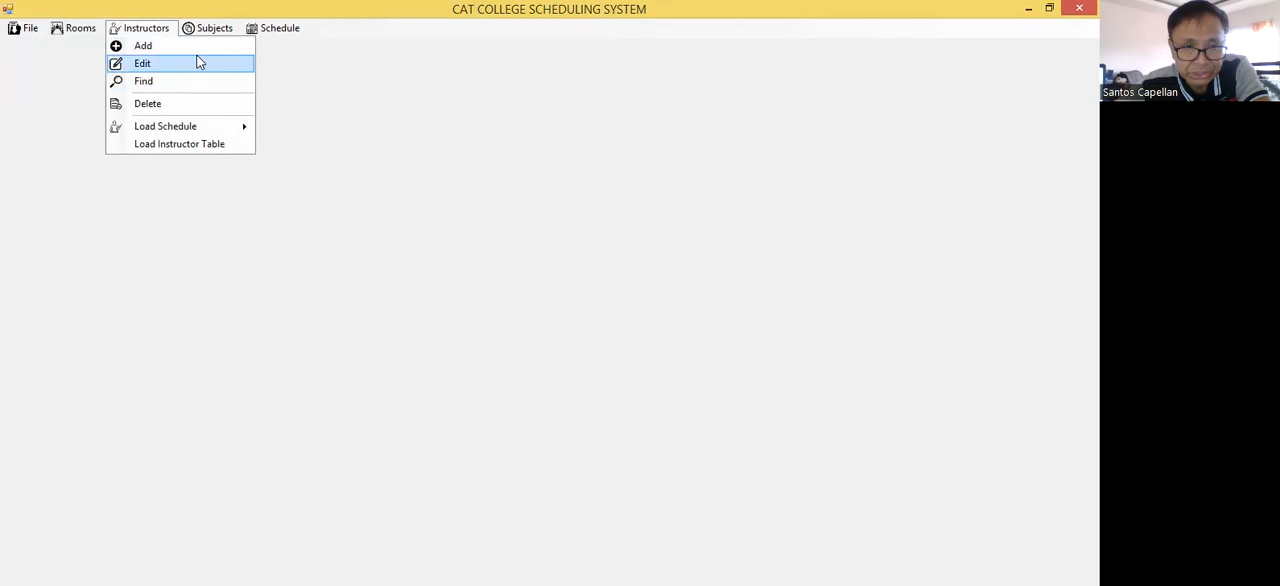 CAT COLLEGE SCHEDULING SYSTEM
File Rooms Instructors Subjects Schedule
Add
Edit
Find
Delete
Load Schedule
Load Instructor Table
Santos Capellan